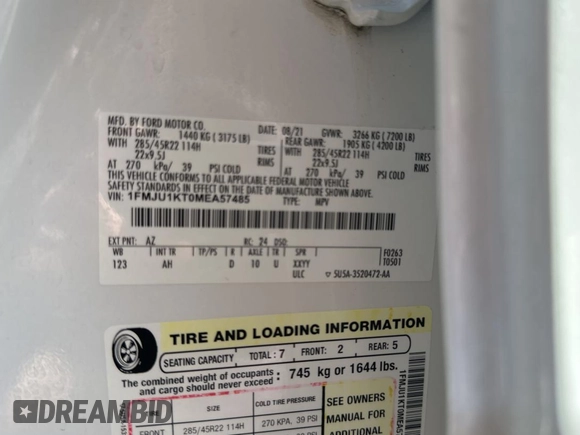 MFD. BY FORD MOTOR CO.
DATE: 08/21 GVWR: 3266 KG (7200 LB)
FRONT GAWR: 1440 KG (3175 LB)
REAR GAWR: 1905 KG (4200 LB)
WITH 285/45R22 114H TIRES WITH 285/45R22 114H TIRES
22x9.5J RIMS 22x9.5J RIMS
AT 270 kPa/ 39 PSI COLD AT 270 kPa/ 39 PSI COLD
THIS VEHICLE CONFORMS TO ALL APPLICABLE FEDERAL MOTOR VEHICLE
SAFETY STANDARDS IN EFFECT ON THE DATE OF MANUFACTURE SHOWN ABOVE.
VIN: 1FMJU1KT0MEA57485 TYPE: MPV
EXT PNT: AZ RC: 24 DSO: F0263
WB INT TR TP/PS R AXLE TR SPR T0501
123 AH D 10 U XXYY
ULC 5U5A-3520472-AA
TIRE AND LOADING INFORMATION
SEATING CAPACITY TOTAL: 7 FRONT: 2 REAR: 5
The combined weight of occupants and cargo should never exceed: 745 kg or 1644 lbs.
SIZE COLD TIRE PRESSURE SEE OWNERS
MANUAL FOR
ADDITIONAL
FRONT 285/45R22 114H 270 KPA, 39 PSI
1FMJU1KT0MEA5
DREAMBID